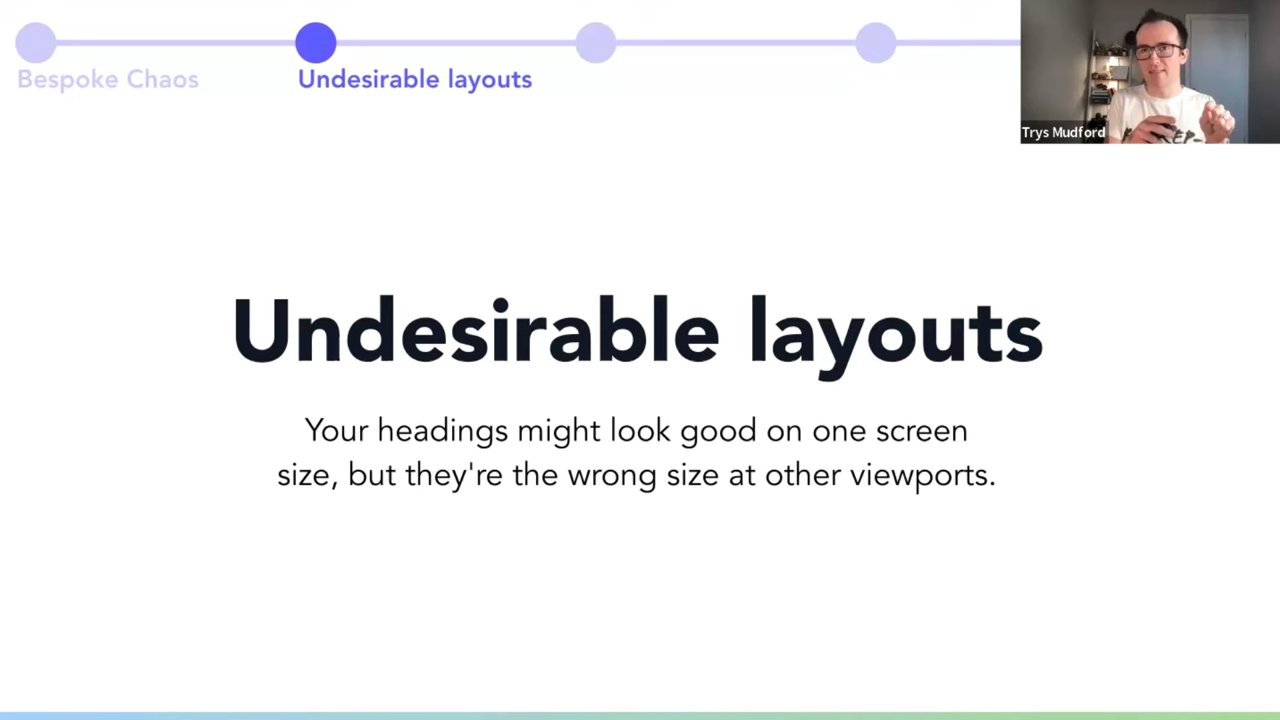 Bespoke Chaos
Undesirable layouts
Trys Mudford
Undesirable layouts
Your headings might look good on one screen
size, but they're the wrong size at other viewports.